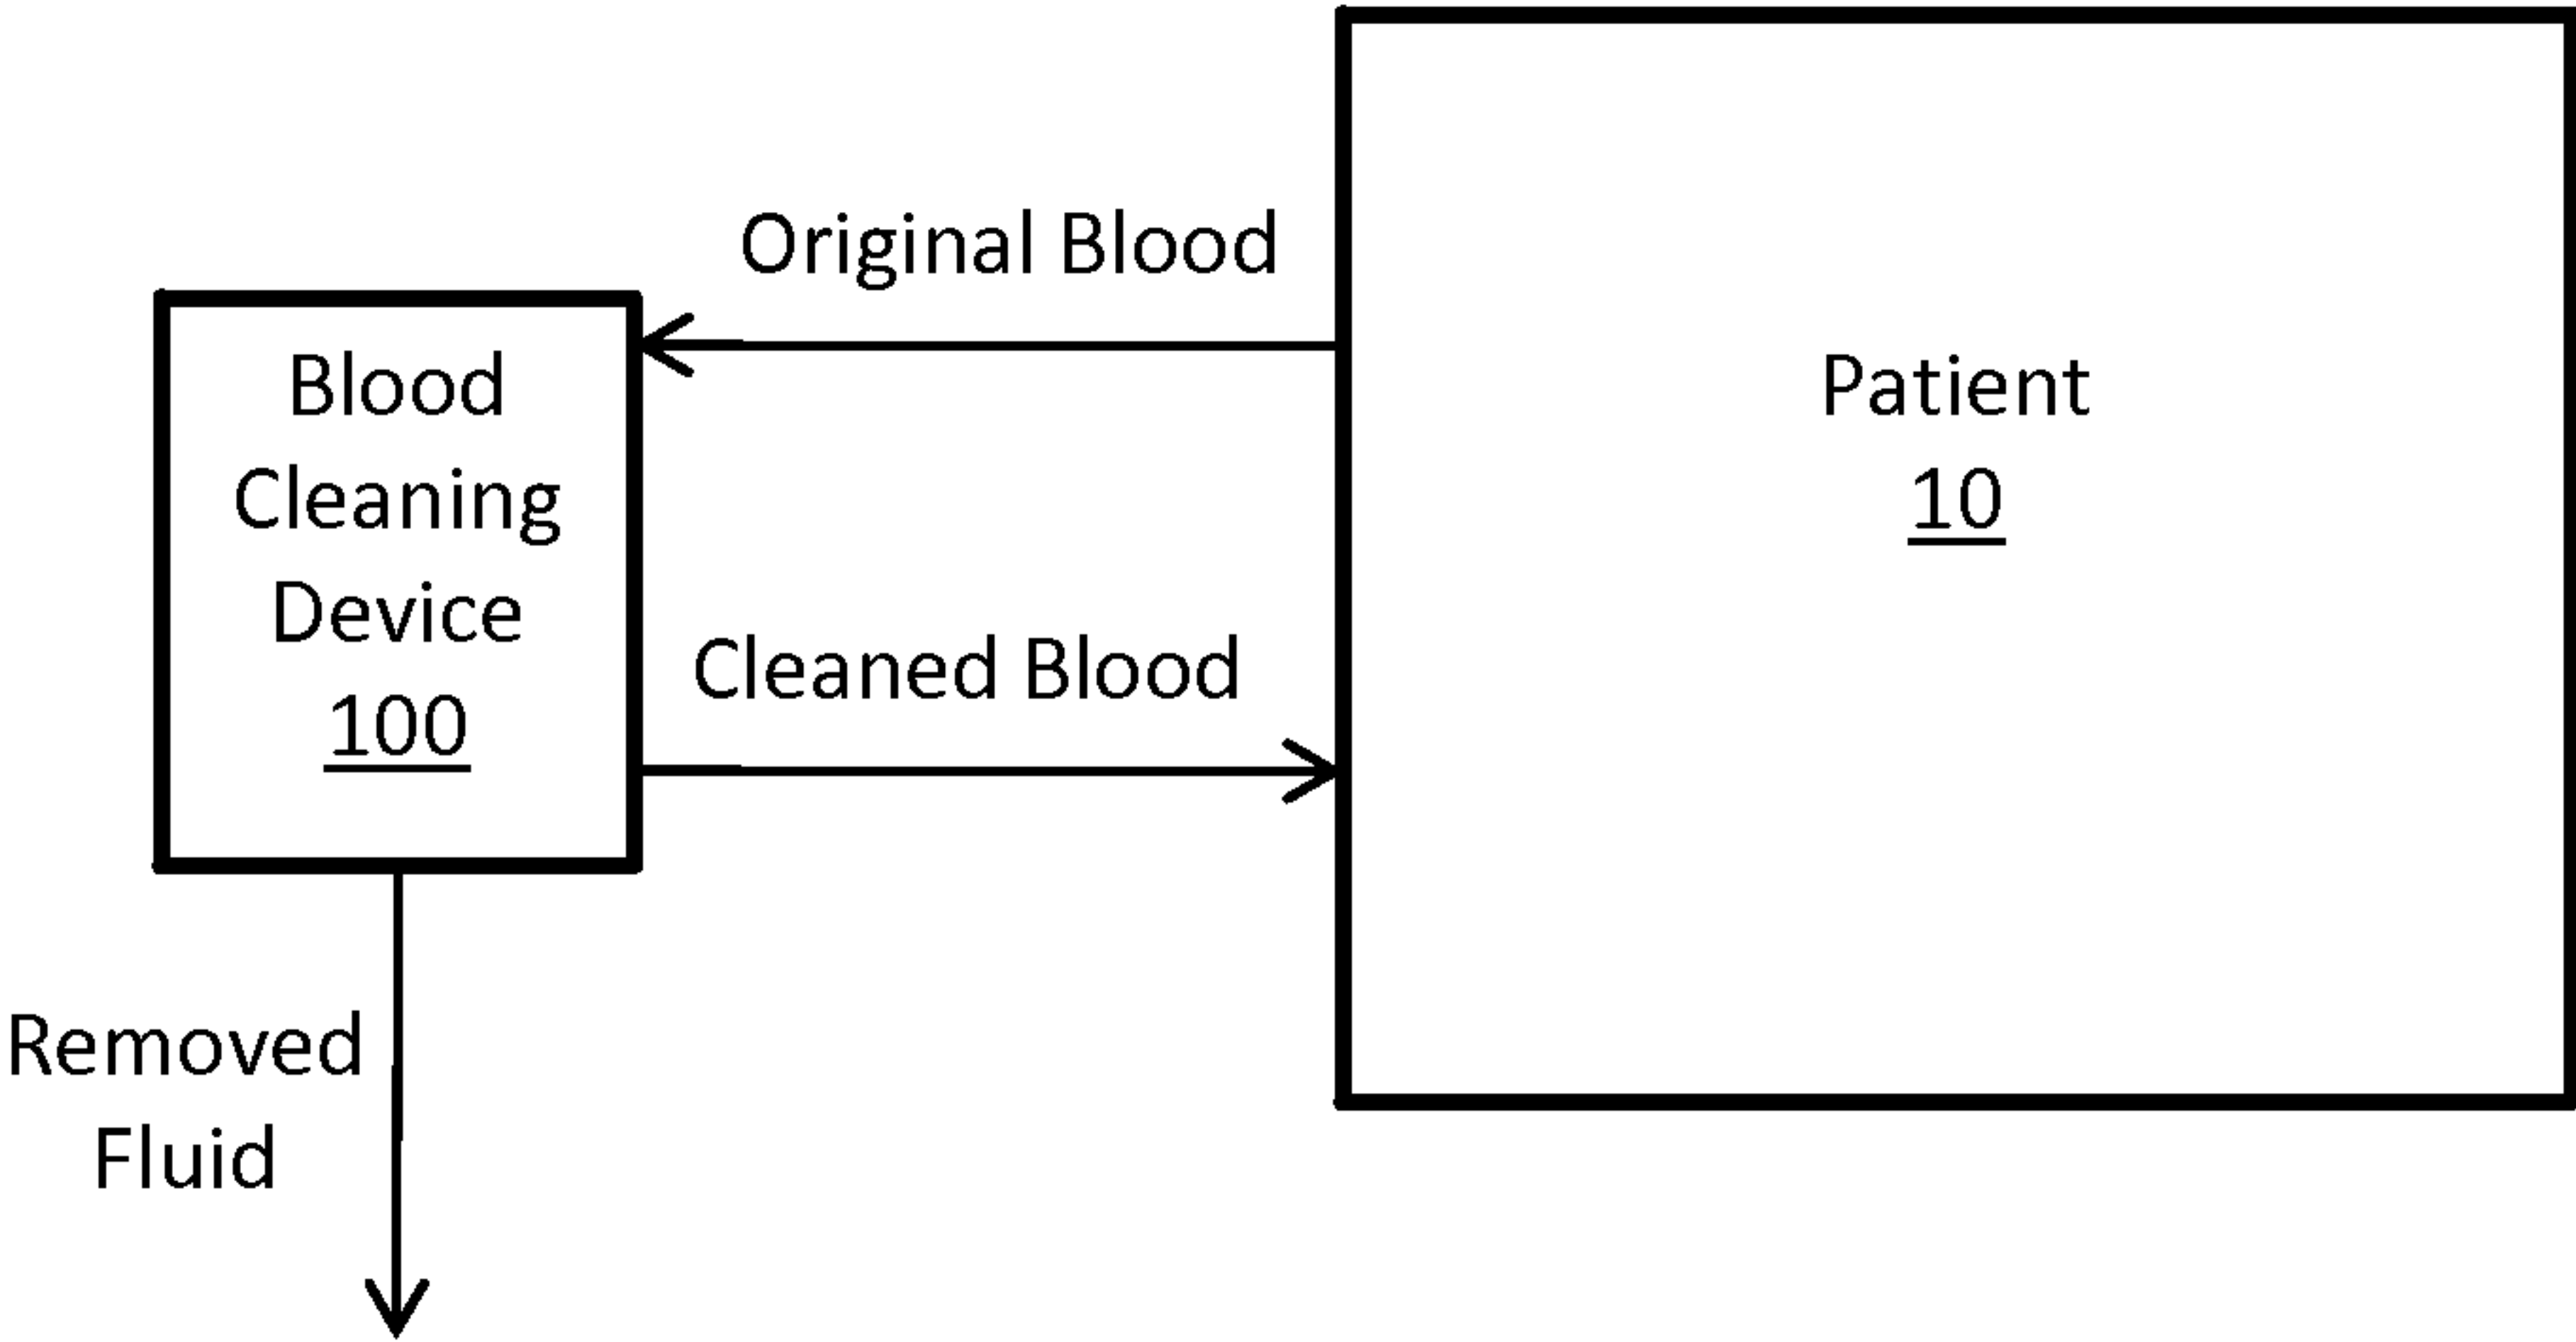 Original Blood
Blood
Cleaning
Device
100
Patient
10
Cleaned Blood
Removed
Fluid